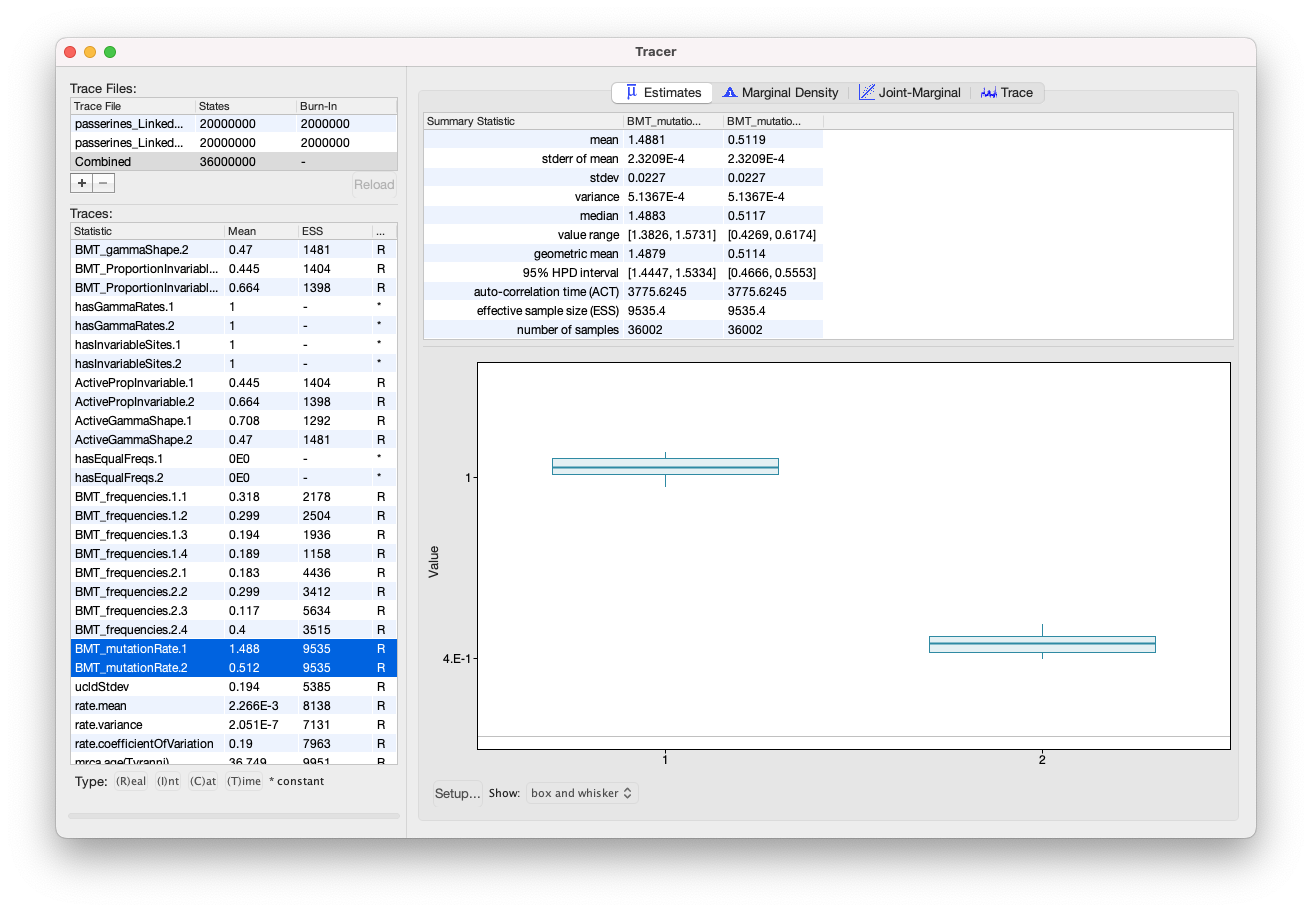 Tracer
Trace Files:
Trace File States Burn-In
passerines_Linked... 20000000 2000000
passerines_Linked... 20000000 2000000
Combined 36000000 -
+ − Reload
Traces:
Statistic Mean ESS ...
BMT_gammaShape.2 0.47 1481 R
BMT_ProportionInvariabl... 0.445 1404 R
BMT_ProportionInvariabl... 0.664 1398 R
hasGammaRates.1 1 - *
hasGammaRates.2 1 - *
hasInvariableSites.1 1 - *
hasInvariableSites.2 1 - *
ActivePropInvariable.1 0.445 1404 R
ActivePropInvariable.2 0.664 1398 R
ActiveGammaShape.1 0.708 1292 R
ActiveGammaShape.2 0.47 1481 R
hasEqualFreqs.1 0E0 - *
hasEqualFreqs.2 0E0 - *
BMT_frequencies.1.1 0.318 2178 R
BMT_frequencies.1.2 0.299 2504 R
BMT_frequencies.1.3 0.194 1936 R
BMT_frequencies.1.4 0.189 1158 R
BMT_frequencies.2.1 0.183 4436 R
BMT_frequencies.2.2 0.299 3412 R
BMT_frequencies.2.3 0.117 5634 R
BMT_frequencies.2.4 0.4 3515 R
BMT_mutationRate.1 1.488 9535 R
BMT_mutationRate.2 0.512 9535 R
ucldStdev 0.194 5385 R
rate.mean 2.266E-3 8138 R
rate.variance 2.051E-7 7131 R
rate.coefficientOfVariation 0.19 7963 R
mrca.age(Tyranni) 36.749 9951 R
Type: (R)eal (I)nt (C)at (T)ime * constant
Estimates Marginal Density Joint-Marginal Trace
Summary Statistic BMT_mutatio... BMT_mutatio...
mean 1.4881 0.5119
stderr of mean 2.3209E-4 2.3209E-4
stdev 0.0227 0.0227
variance 5.1367E-4 5.1367E-4
median 1.4883 0.5117
value range [1.3826, 1.5731] [0.4269, 0.6174]
geometric mean 1.4879 0.5114
95% HPD interval [1.4447, 1.5334] [0.4666, 0.5553]
auto-correlation time (ACT) 3775.6245 3775.6245
effective sample size (ESS) 9535.4 9535.4
number of samples 36002 36002
1
Value
4.E-1
1 2
Setup... Show: box and whisker